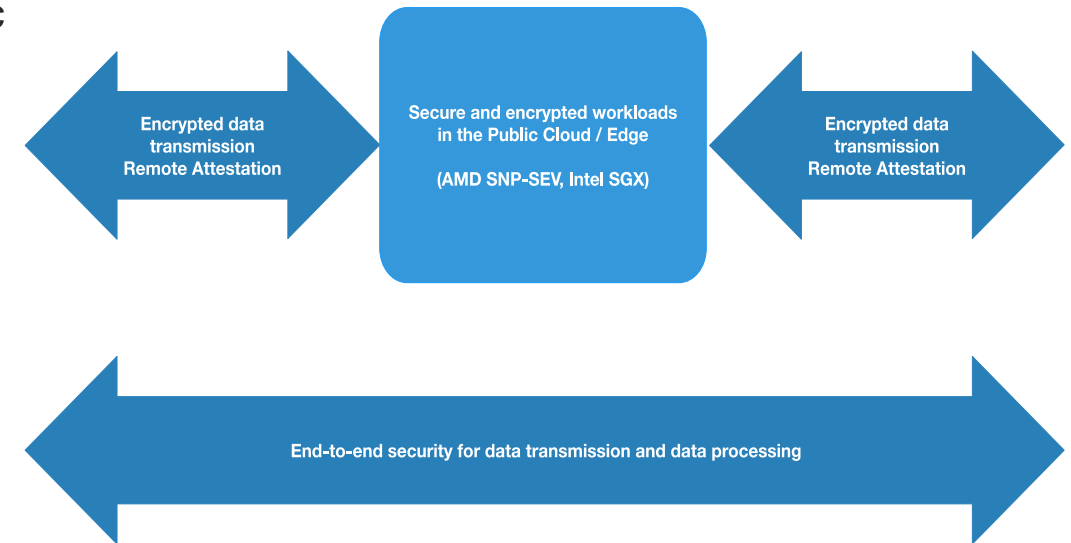 Encrypted data
transmission
Remote Attestation
Secure and encrypted workloads
in the Public Cloud / Edge
(AMD SNP-SEV, Intel SGX)
Encrypted data
transmission
Remote Attestation
End-to-end security for data transmission and data processing